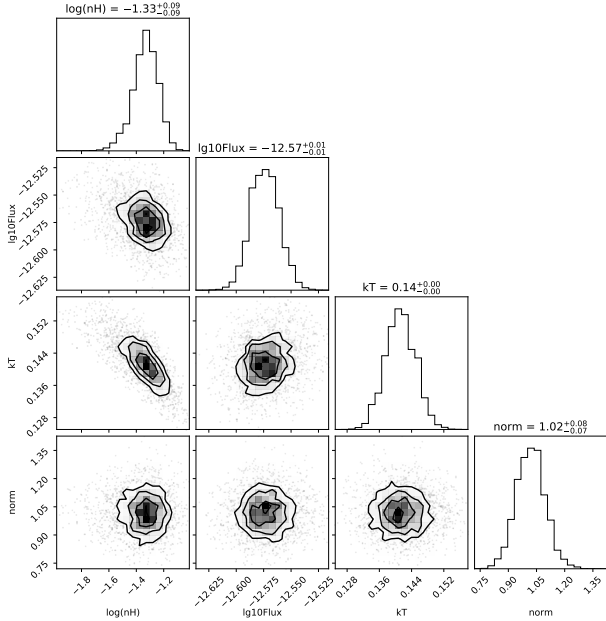 log(nH) = −1.33+0.09 −0.09
lg10Flux = −12.57+0.01 −0.01
−12.525
−12.550
−12.575
−12.600
−12.625
lg10Flux
kT = 0.14+0.00 −0.00
0.152
0.144
0.136
0.128
kT
norm = 1.02+0.08 −0.07
1.35
1.20
1.05
0.90
0.75
norm
−1.8 −1.6 −1.4 −1.2 −12.625 −12.600 −12.575 −12.550 −12.525 0.128 0.136 0.144 0.152 0.75 0.90 1.05 1.20 1.35
log(nH) lg10Flux kT norm